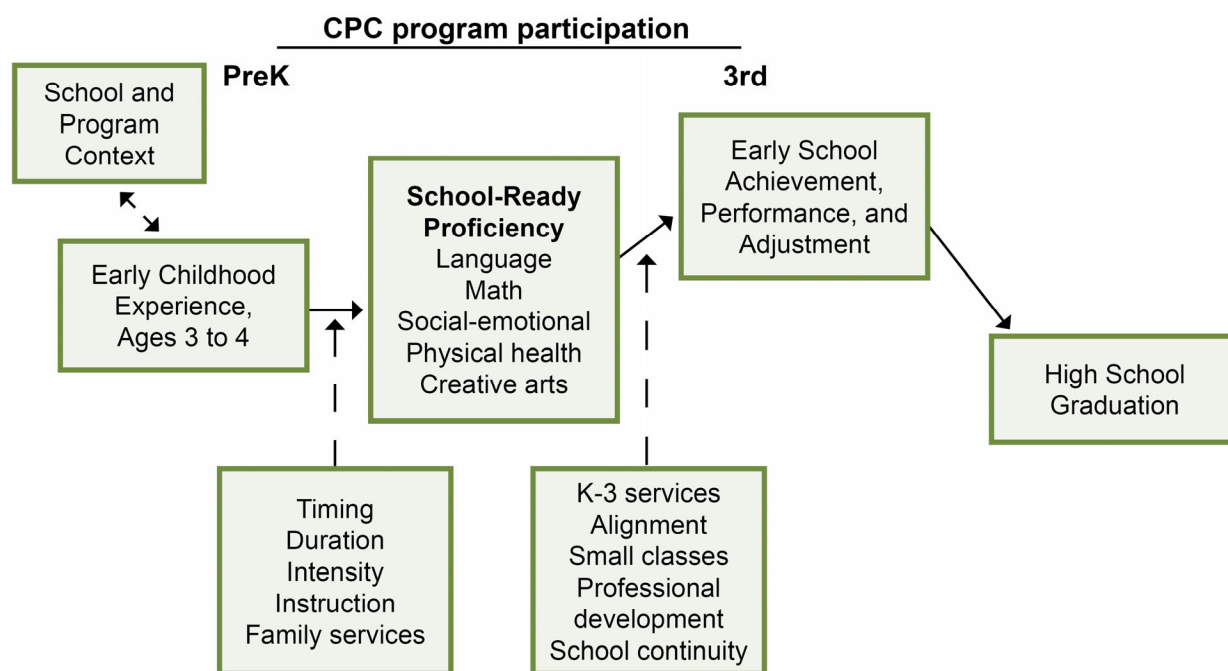 CPC program participation
PreK
3rd
School and
Program
Context
Early Childhood
Experience,
Ages 3 to 4
School-Ready
Proficiency
Language
Math
Social-emotional
Physical health
Creative arts
Early School
Achievement,
Performance, and
Adjustment
High School
Graduation
Timing
Duration
Intensity
Instruction
Family services
K-3 services
Alignment
Small classes
Professional
development
School continuity